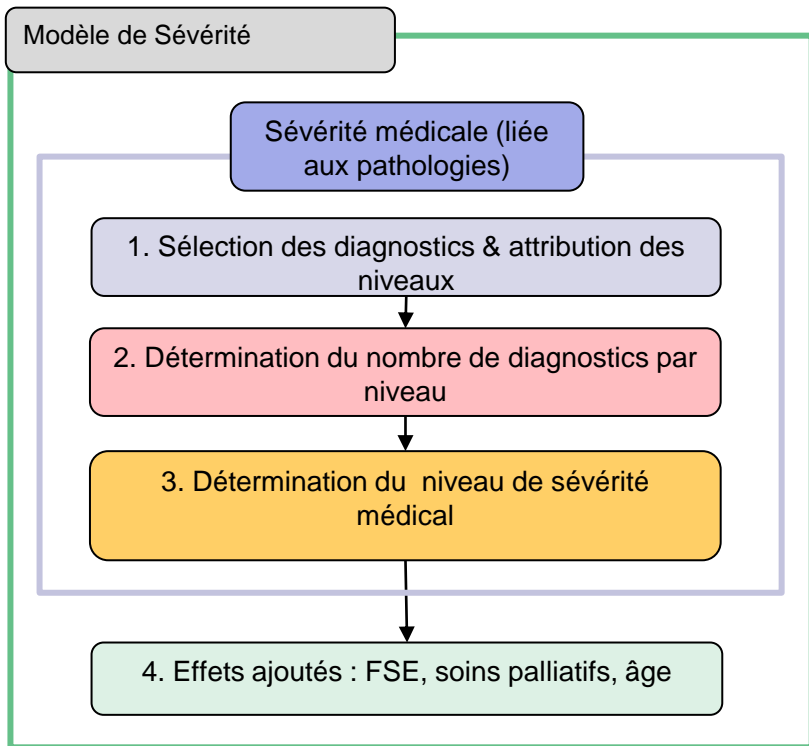 Modèle de Sévérité
Sévérité médicale (liée
aux pathologies)
1. Sélection des diagnostics & attribution des
niveaux
2. Détermination du nombre de diagnostics par
niveau
3. Détermination du niveau de sévérité
médical
4. Effets ajoutés : FSE, soins palliatifs, âge